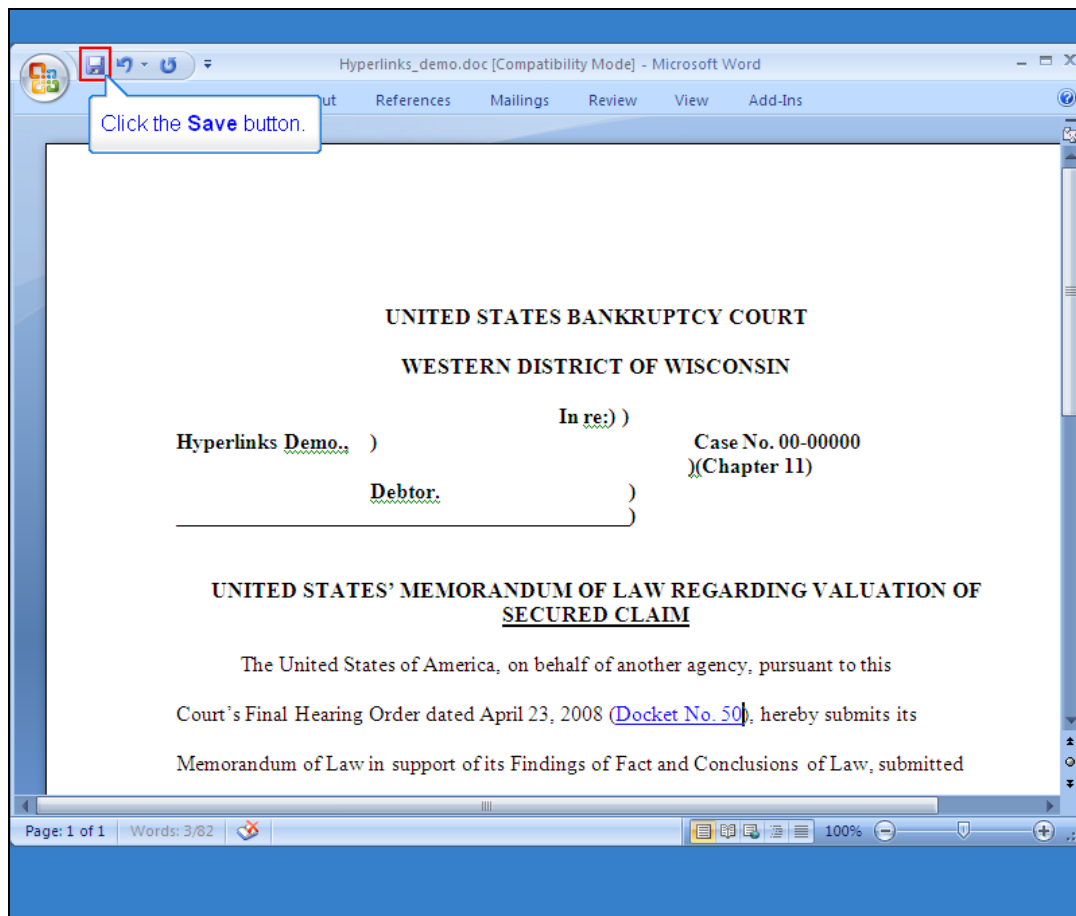 Hyperlinks_demo.doc [Compatibility Mode] - Microsoft Word
ut References Mailings Review View Add-Ins
Click the Save button.
UNITED STATES BANKRUPTCY COURT
WESTERN DISTRICT OF WISCONSIN
In re:) )
Hyperlinks Demo., ) Case No. 00-00000
)(Chapter 11)
Debtor. )
)
UNITED STATES’ MEMORANDUM OF LAW REGARDING VALUATION OF
SECURED CLAIM
The United States of America, on behalf of another agency, pursuant to this
Court’s Final Hearing Order dated April 23, 2008 (Docket No. 50), hereby submits its
Memorandum of Law in support of its Findings of Fact and Conclusions of Law, submitted
Page: 1 of 1 Words: 3/82 100%